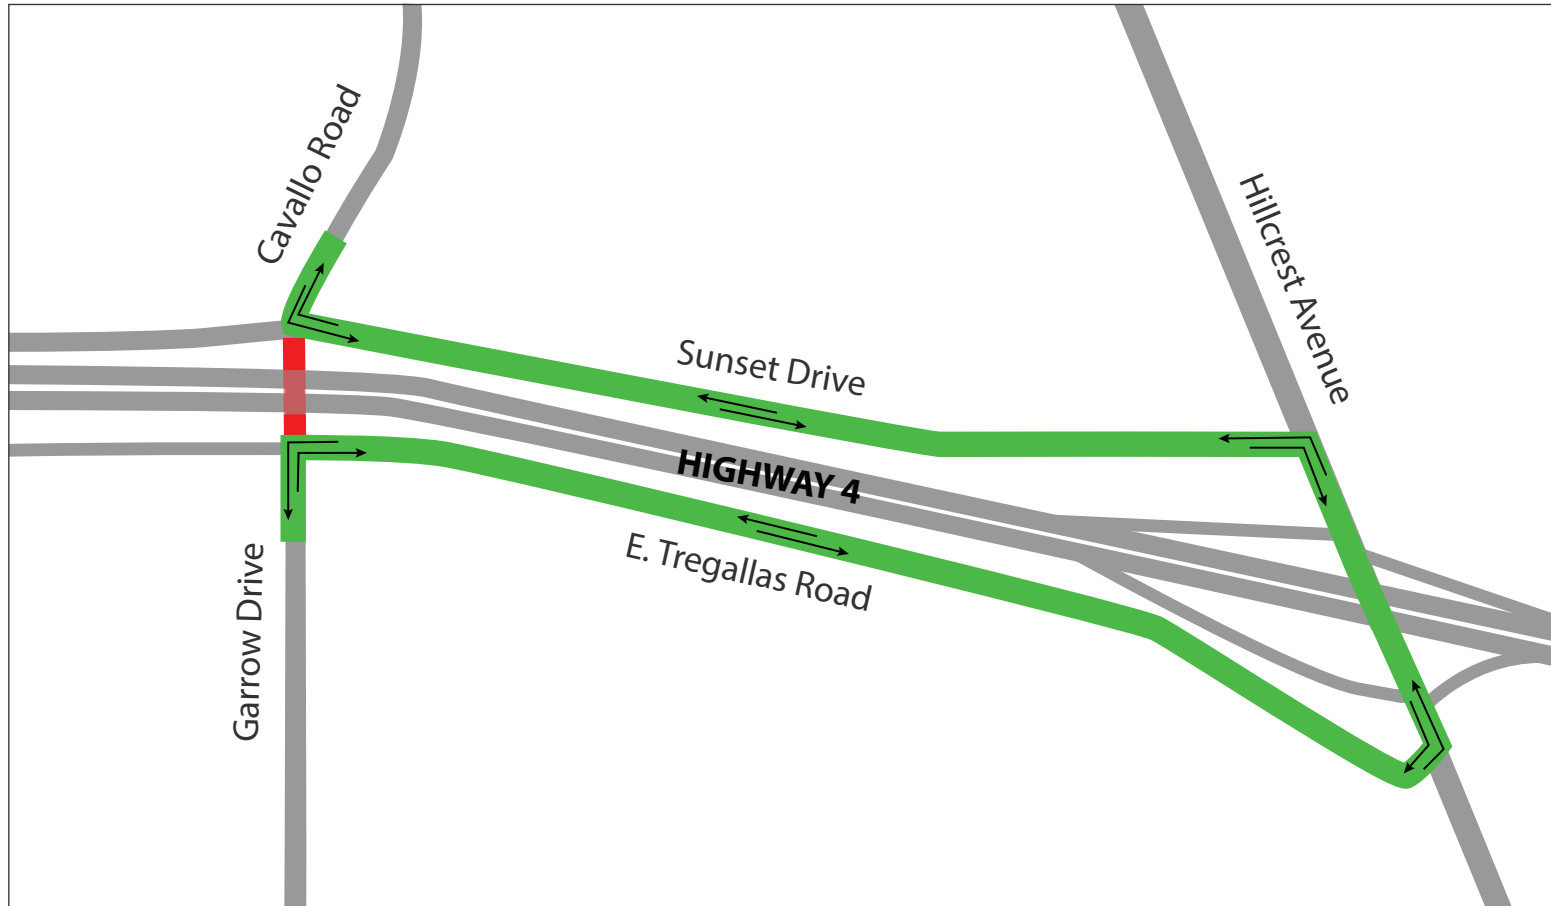 Cavallo Road
Hillcrest Avenue
Sunset Drive
HIGHWAY 4
E. Tregallas Road
Garrow Drive